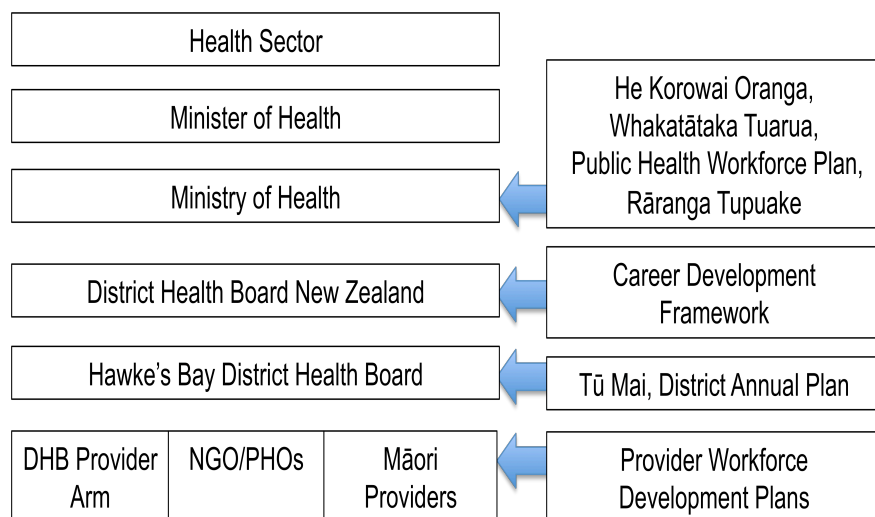 Health Sector
Minister of Health
Ministry of Health
He Korowai Oranga,
Whakatātaka Tuarua,
Public Health Workforce Plan,
Rāranga Tupuake
District Health Board New Zealand
Career Development
Framework
Hawke's Bay District Health Board
Tū Mai, District Annual Plan
DHB Provider
Arm
NGO/PHOs
Māori
Providers
Provider Workforce
Development Plans